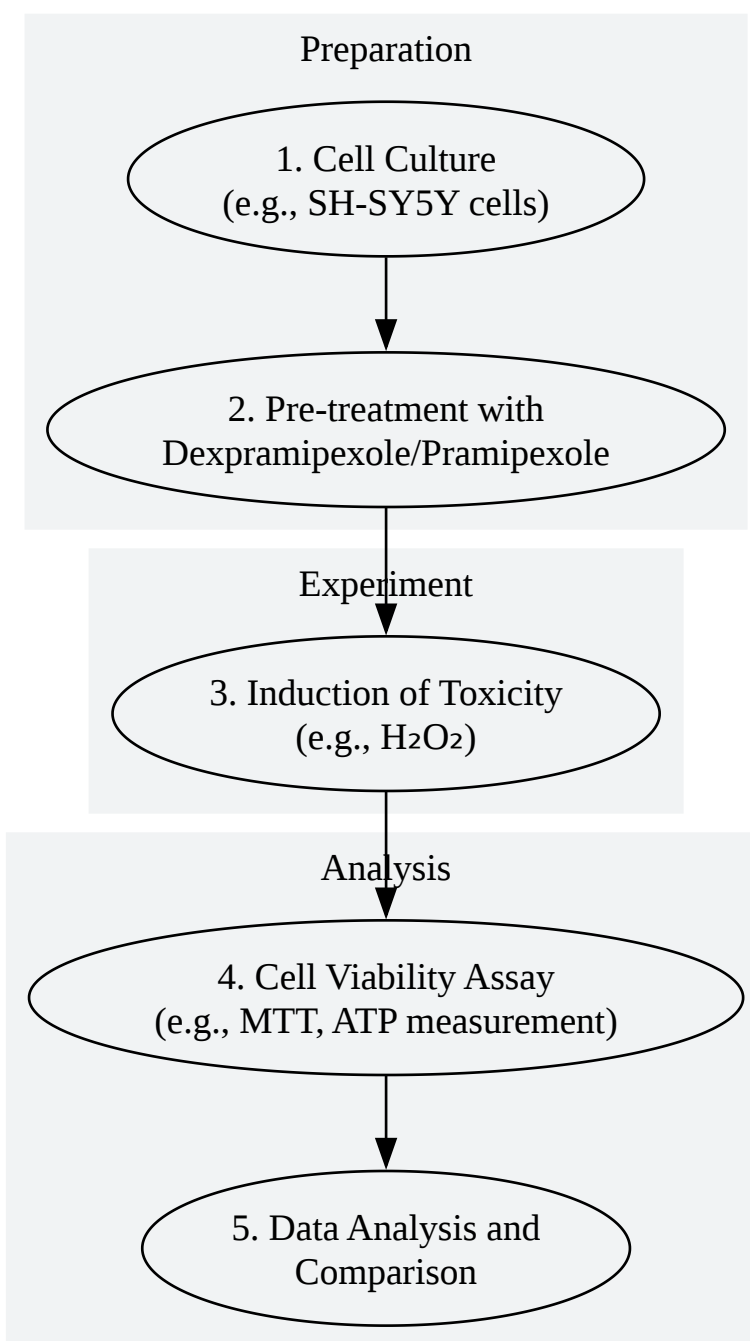 Preparation
1. Cell Culture
(e.g., SH-SY5Y cells)
2. Pre-treatment with
Dexpramipexole/Pramipexole
Experiment
3. Induction of Toxicity
(e.g., H₂O₂)
Analysis
4. Cell Viability Assay
(e.g., MTT, ATP measurement)
5. Data Analysis and
Comparison